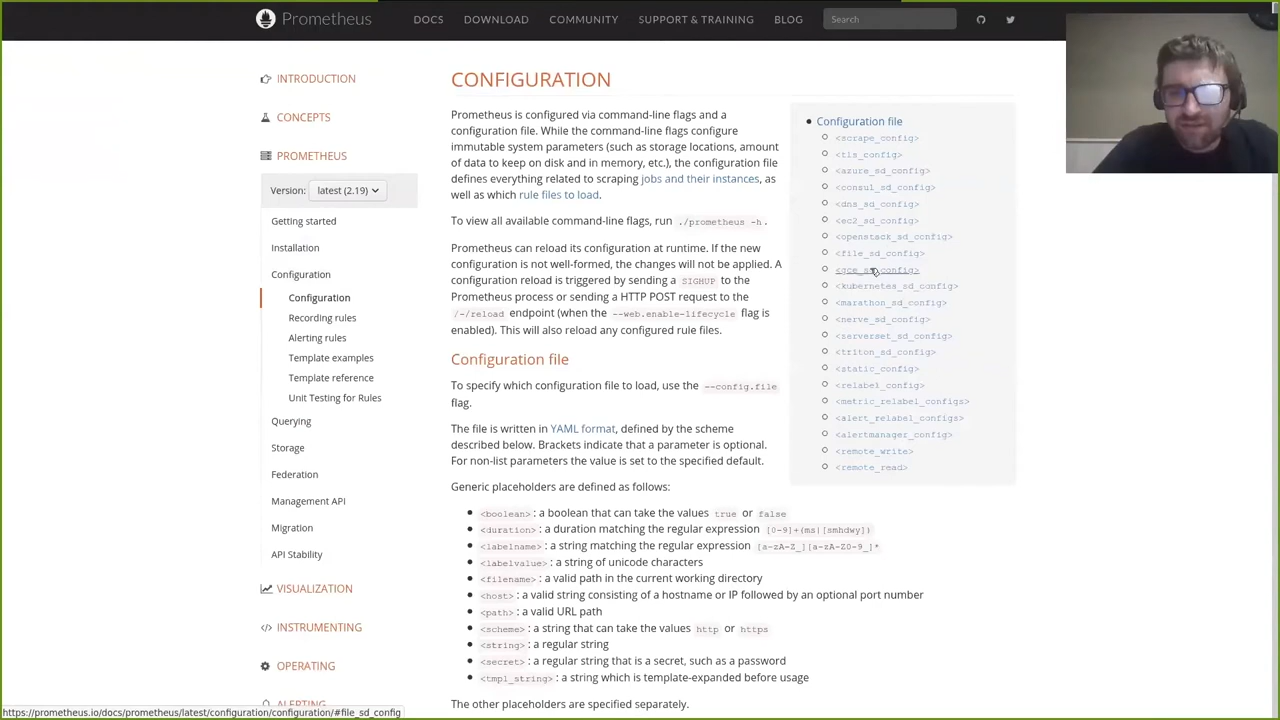 Prometheus
DOCS
DOWNLOAD
COMMUNITY
SUPPORT & TRAINING
BLOG
Search
INTRODUCTION
CONCEPTS
PROMETHEUS
Version:
latest (2.19)
Getting started
Installation
Configuration
Configuration
Recording rules
Alerting rules
Template examples
Template reference
Unit Testing for Rules
Querying
Storage
Federation
Management API
Migration
API Stability
VISUALIZATION
INSTRUMENTING
OPERATING
ALERTING
CONFIGURATION
Prometheus is configured via command-line flags and a
configuration file. While the command-line flags configure
immutable system parameters (such as storage locations, amount
of data to keep on disk and in memory, etc.), the configuration file
defines everything related to scraping jobs and their instances, as
well as which rule files to load.
To view all available command-line flags, run ./prometheus -h.
Prometheus can reload its configuration at runtime. If the new
configuration is not well-formed, the changes will not be applied. A
configuration reload is triggered by sending a SIGHUP to the
Prometheus process or sending a HTTP POST request to the
/-/reload endpoint (when the --web.enable-lifecycle flag is
enabled). This will also reload any configured rule files.
Configuration file
To specify which configuration file to load, use the --config.file
flag.
The file is written in YAML format, defined by the scheme
described below. Brackets indicate that a parameter is optional.
For non-list parameters the value is set to the specified default.
Generic placeholders are defined as follows:
<boolean>: a boolean that can take the values true or false
<duration>: a duration matching the regular expression [0-9]+(ms|[smhdwy])
<labelname>: a string matching the regular expression [a-zA-Z_][a-zA-Z0-9_]*
<labelvalue>: a string of unicode characters
<filename>: a valid path in the current working directory
<host>: a valid string consisting of a hostname or IP followed by an optional port number
<path>: a valid URL path
<scheme>: a string that can take the values http or https
<string>: a regular string
<secret>: a regular string that is a secret, such as a password
<tmpl_string>: a string which is template-expanded before usage
The other placeholders are specified separately.
Configuration file
<scrape_config>
<tls_config>
<azure_sd_config>
<consul_sd_config>
<dns_sd_config>
<ec2_sd_config>
<openstack_sd_config>
<file_sd_config>
<gce_sd_config>
<kubernetes_sd_config>
<marathon_sd_config>
<nerve_sd_config>
<serverset_sd_config>
<triton_sd_config>
<static_config>
<relabel_config>
<metric_relabel_configs>
<alert_relabel_configs>
<alertmanager_config>
<remote_write>
<remote_read>
https://prometheus.io/docs/prometheus/latest/configuration/configuration/#file_sd_config